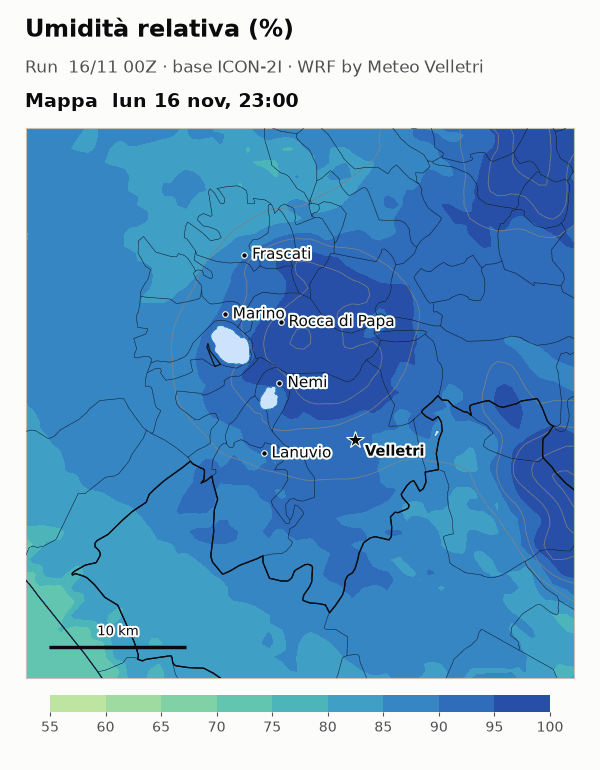 Umidità relativa (%)
Run  16/11 00Z · base ICON-2I · WRF by Meteo Velletri
Mappa  lun 16 nov, 23:00
Frascati
Marino
Rocca di Papa
Nemi
Velletri
Lanuvio
10 km
55 60 65 70 75 80 85 90 95 100